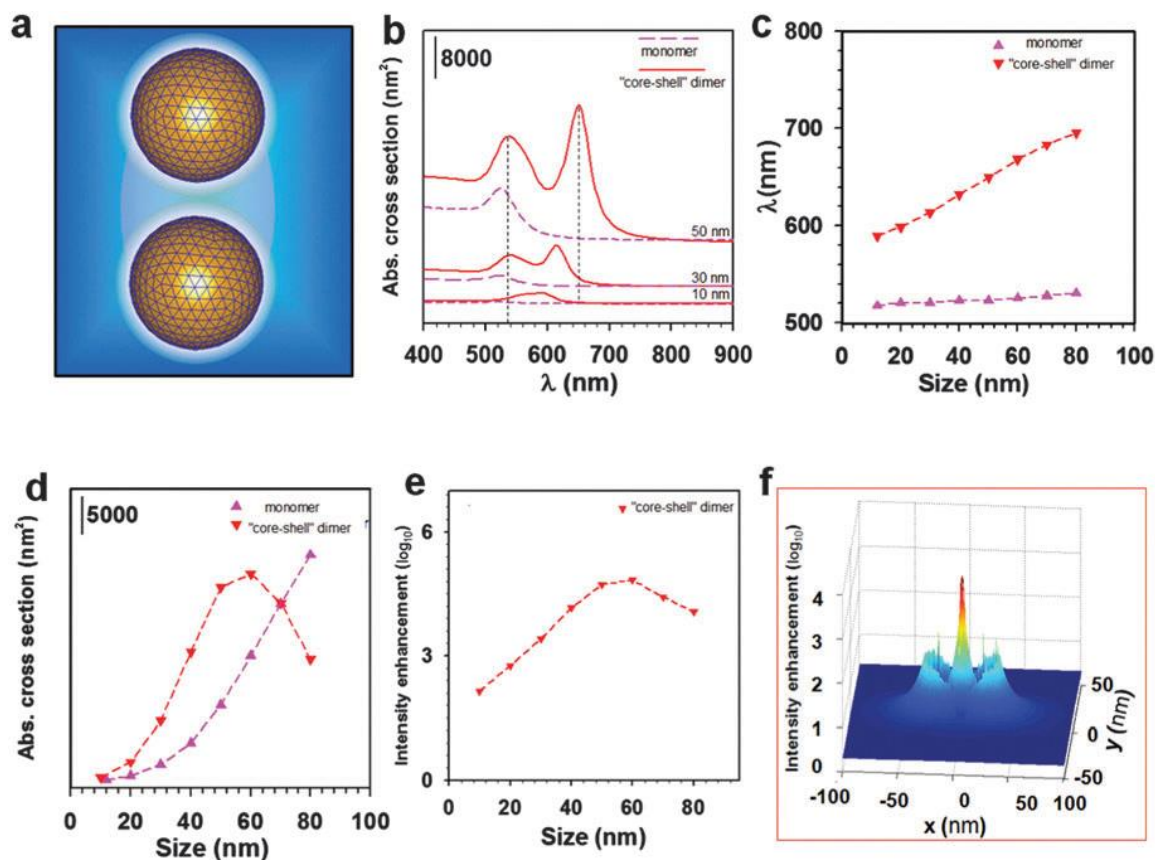 a
b
8000
monomer
"core-shell" dimer
Abs. cross section (nm²)
50 nm
30 nm
10 nm
400 500 600 700 800 900
λ (nm)
c
monomer
"core-shell" dimer
800
700
600
500
λ(nm)
0 20 40 60 80 100
Size (nm)
d
5000
monomer
"core-shell" dimer
Abs. cross section (nm²)
0 20 40 60 80 100
Size (nm)
e
"core-shell" dimer
6
3
0
Intensity enhancement (log₁₀)
0 20 40 60 80
Size (nm)
f
Intensity enhancement (log₁₀)
4
3
2
1
0
-100 -50 0 50 100
x (nm)
50
0
-50
y (nm)